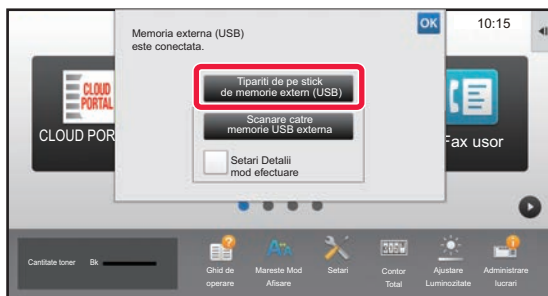 Memoria externa (USB)
este conectata.
OK
10:15
Tipariti de pe stick
de memorie extern (USB)
Scanare catre
memorie USB externa
Setari Detalii
mod efectuare
CLOUD
PORTAL
CLOUD POR
Fax usor
Cantitate toner Bk
Ghid de
operare
Mareste Mod
Afisare
Setari
Contor
Total
Ajustare
Luminozitate
Administrare
lucrari